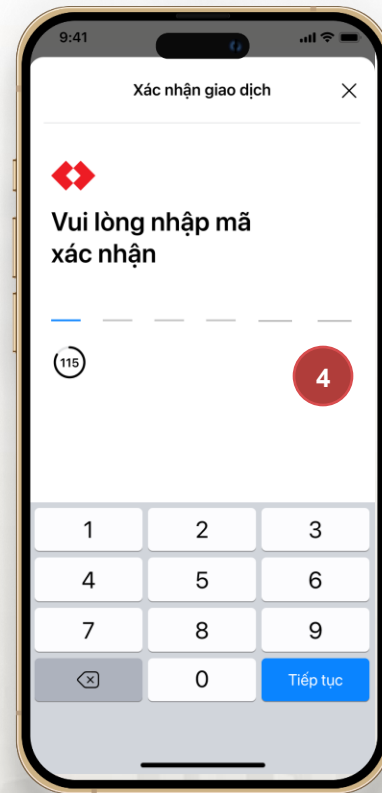 9:41
Xác nhận giao dịch
Vui lòng nhập mã
xác nhận
115
4
1 2 3
4 5 6
7 8 9
0 Tiếp tục